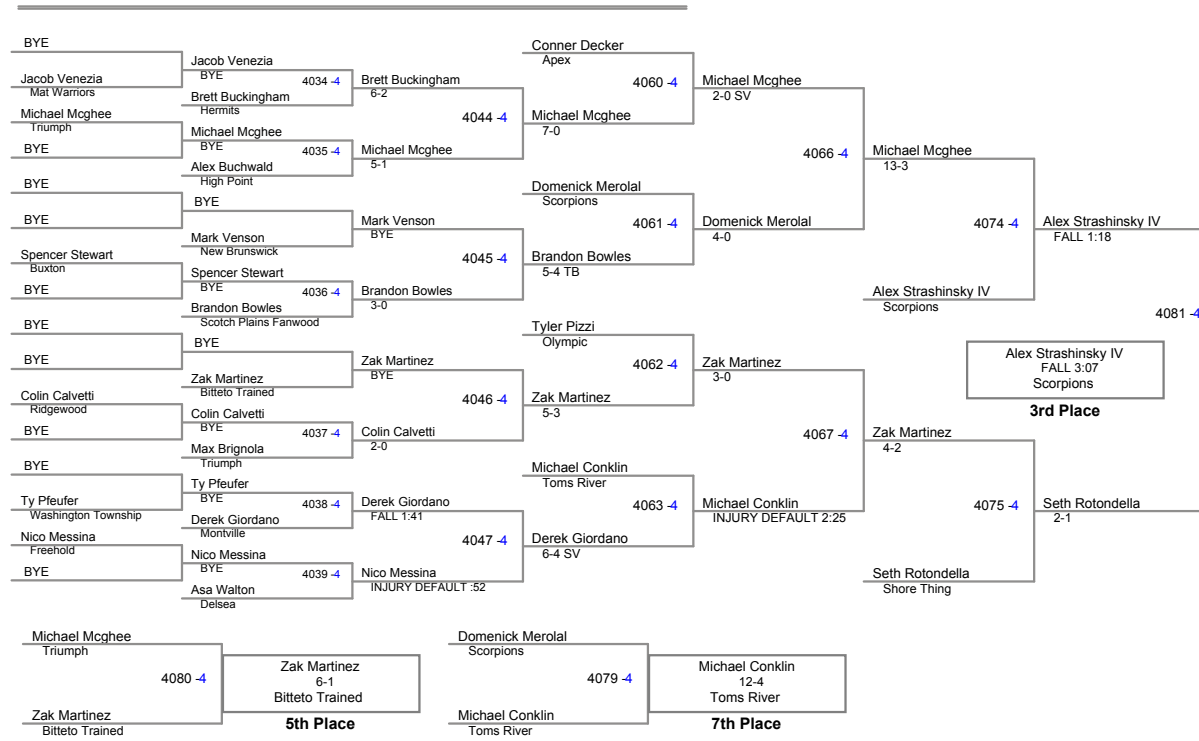 BYE
Jacob Venezia
Mat Warriors
Michael Mcghee
Triumph
BYE
BYE
BYE
Spencer Stewart
Buxton
BYE
BYE
BYE
Colin Calvetti
Ridgewood
BYE
BYE
Ty Pfeufer
Washington Township
Nico Messina
Freehold
BYE
Jacob Venezia
BYE
4034 -4
Brett Buckingham
Hermits
Michael Mcghee
BYE
4035 -4
Alex Buchwald
High Point
BYE
Mark Venson
New Brunswick
Spencer Stewart
BYE
4036 -4
Brandon Bowles
Scotch Plains Fanwood
BYE
Zak Martinez
Bitteto Trained
Colin Calvetti
BYE
4037 -4
Max Brignola
Triumph
Ty Pfeufer
BYE
4038 -4
Derek Giordano
Montville
Nico Messina
BYE
4039 -4
Asa Walton
Delsea
Brett Buckingham
6-2
4044 -4
Michael Mcghee
5-1
Mark Venson
BYE
4045 -4
Brandon Bowles
3-0
Zak Martinez
BYE
4046 -4
Colin Calvetti
2-0
Derek Giordano
FALL 1:41
4047 -4
Nico Messina
INJURY DEFAULT :52
Conner Decker
Apex
4060 -4
Michael Mcghee
7-0
Domenick Merolal
Scorpions
4061 -4
Brandon Bowles
5-4 TB
Tyler Pizzi
Olympic
4062 -4
Zak Martinez
5-3
Michael Conklin
Toms River
4063 -4
Derek Giordano
6-4 SV
Michael Mcghee
2-0 SV
4066 -4
Domenick Merolal
4-0
Zak Martinez
3-0
4067 -4
Michael Conklin
INJURY DEFAULT 2:25
Michael Mcghee
13-3
4074 -4
Alex Strashinsky IV
Scorpions
Zak Martinez
4-2
4075 -4
Seth Rotondella
Shore Thing
Alex Strashinsky IV
FALL 1:18
4081 -4
Seth Rotondella
2-1
Alex Strashinsky IV
FALL 3:07
Scorpions
3rd Place
Michael Mcghee
Triumph
4080 -4
Zak Martinez
Bitteto Trained
Zak Martinez
6-1
Bitteto Trained
5th Place
Domenick Merolal
Scorpions
4079 -4
Michael Conklin
Toms River
Michael Conklin
12-4
Toms River
7th Place